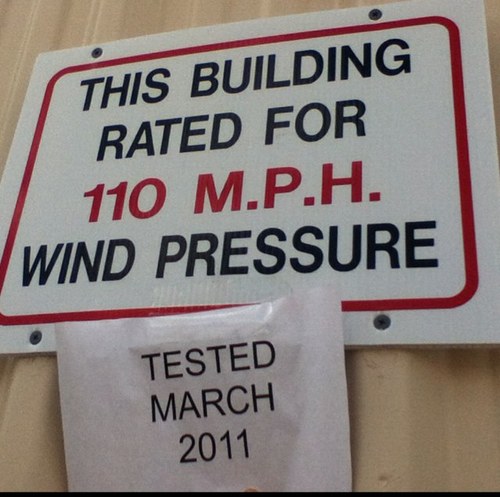 THIS BUILDING
RATED FOR
110 M.P.H.
WIND PRESSURE
TESTED
MARCH
2011